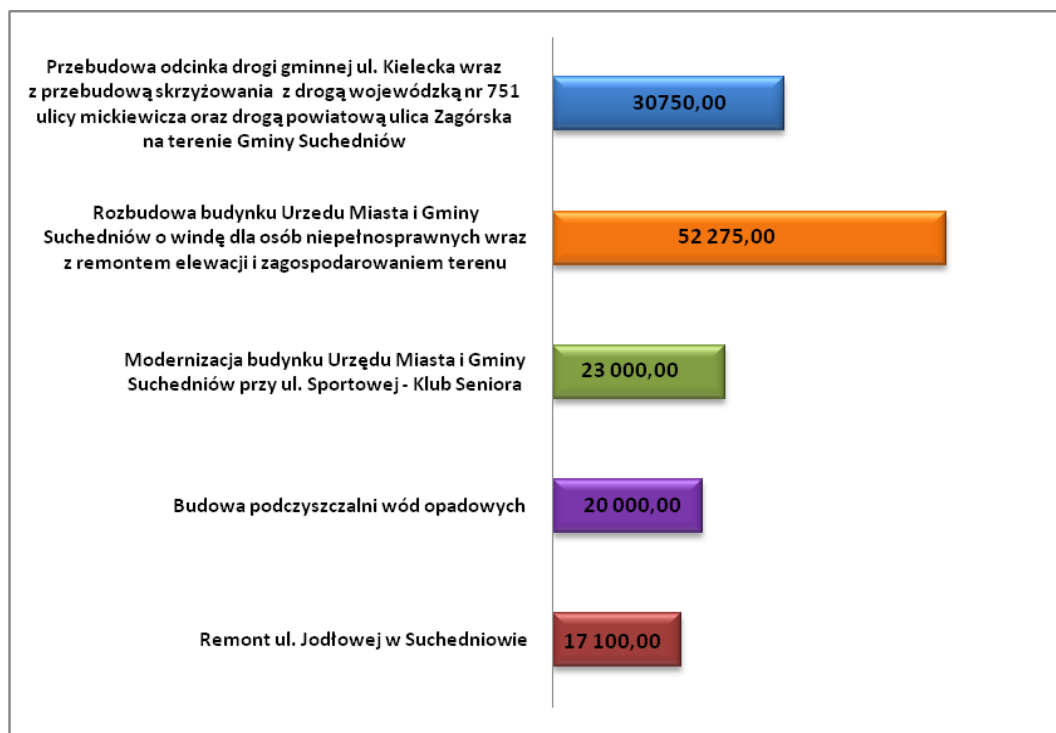 Przebudowa odcinka drogi gminnej ul. Kielecka wraz
z przebudową skrzyżowania z drogą wojewódzką nr 751
ulicy mickiewicza oraz drogą powiatową ulica Zagórska
na terenie Gminy Suchedniów
30750,00
Rozbudowa budynku Urzedu Miasta i Gminy
Suchedniów o windę dla osób niepełnosprawnych wraz
z remontem elewacji i zagospodarowaniem terenu
52 275,00
Modernizacja budynku Urzędu Miasta i Gminy
Suchedniów przy ul. Sportowej - Klub Seniora
23 000,00
Budowa podczyszczalni wód opadowych
20 000,00
Remont ul. Jodłowej w Suchedniowie
17 100,00